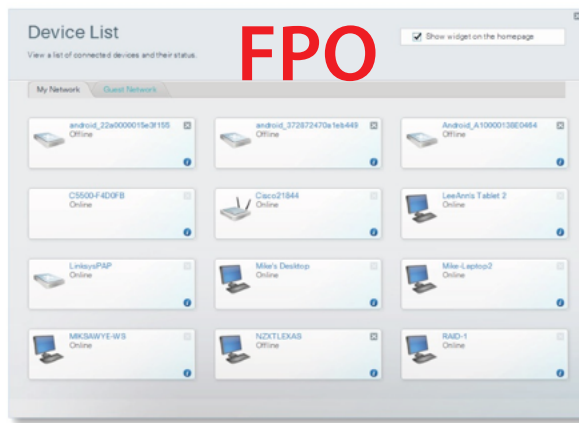 Device List
FPO
Show widget on the homepage
View a list of connected devices and their status.
My Network
Guest Network
android_22a0000015e3f155
Offline
android_372872470a1eb449
Offline
Android_A10000138E0464
Offline
C5500-F4D0FB
Online
Cisco21844
Online
LeeAnn's Tablet 2
Online
LinksysPAP
Online
Mike's Desktop
Online
Mike-Laptop2
Online
MIKSAWYE-WS
Online
NZXTLEXAS
Offline
RAID-1
Online